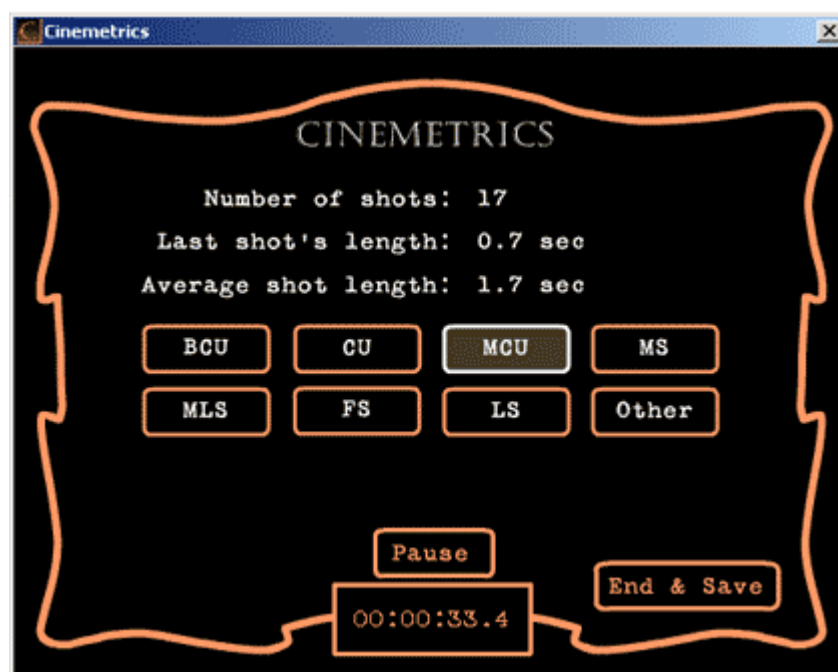 Cinemetrics
CINEMETRICS
Number of shots: 17
Last shot's length: 0.7 sec
Average shot length: 1.7 sec
BCU CU MCU MS
MLS FS LS Other
Pause
End & Save
00:00:33.4